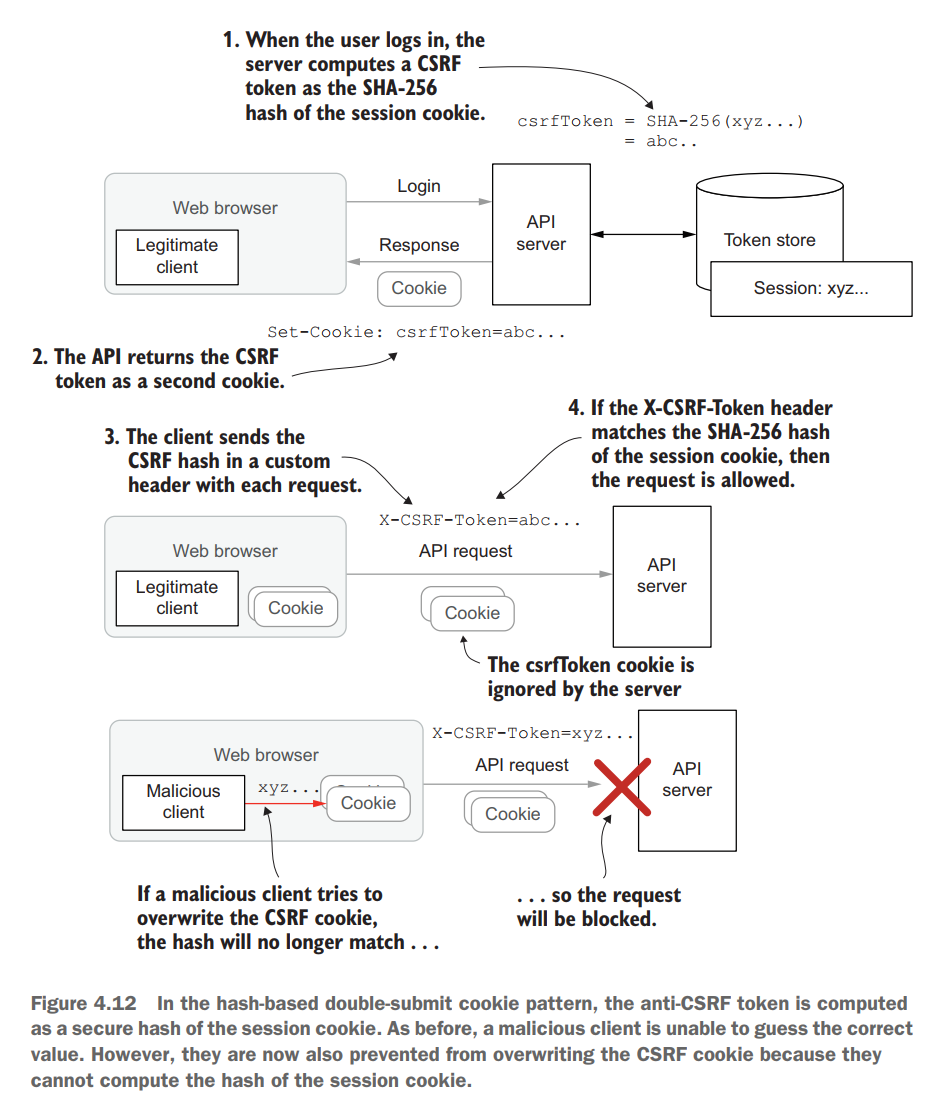 1. When the user logs in, the
server computes a CSRF
token as the SHA-256
hash of the session cookie.
csrfToken = SHA-256(xyz...)
= abc..
Web browser
Legitimate
client
Login
Response
Cookie
API
server
Token store
Session: xyz...
Set-Cookie: csrfToken=abc...
2. The API returns the CSRF
token as a second cookie.
3. The client sends the
CSRF hash in a custom
header with each request.
4. If the X-CSRF-Token header
matches the SHA-256 hash
of the session cookie, then
the request is allowed.
X-CSRF-Token=abc...
Web browser
Legitimate
client
Cookie
API request
Cookie
API
server
The csrfToken cookie is
ignored by the server
Web browser
Malicious
client
xyz...
Cookie
X-CSRF-Token=xyz...
API request
Cookie
API
server
If a malicious client tries to
overwrite the CSRF cookie,
the hash will no longer match . . .
. . . so the request
will be blocked.
Figure 4.12 In the hash-based double-submit cookie pattern, the anti-CSRF token is computed
as a secure hash of the session cookie. As before, a malicious client is unable to guess the correct
value. However, they are now also prevented from overwriting the CSRF cookie because they
cannot compute the hash of the session cookie.